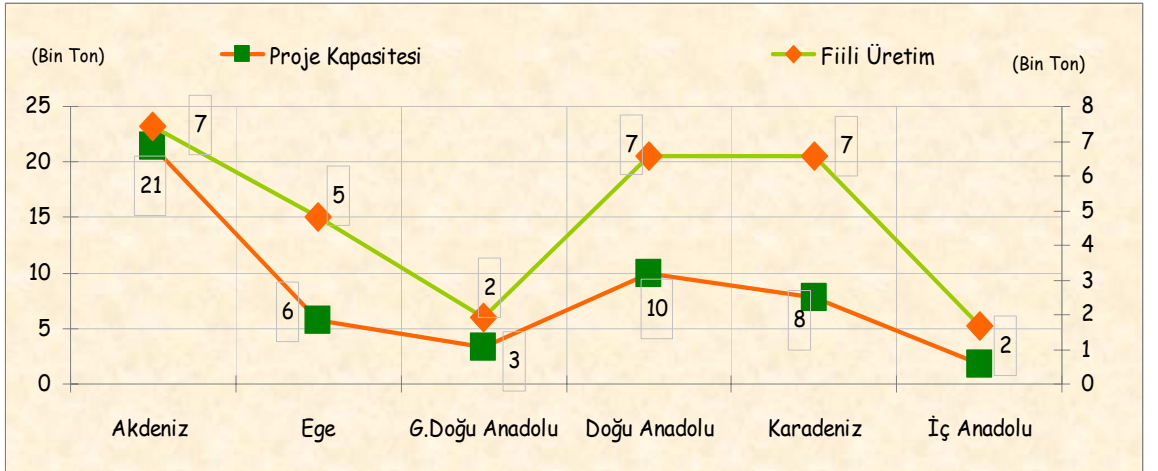 (Bin Ton)
Proje Kapasitesi
Fiili Üretim
(Bin Ton)
25
20
15
10
5
0
8
7
6
5
4
3
2
1
0
7
21
5
6
2
3
7
10
7
8
2
Akdeniz
Ege
G.Doğu Anadolu
Doğu Anadolu
Karadeniz
İç Anadolu